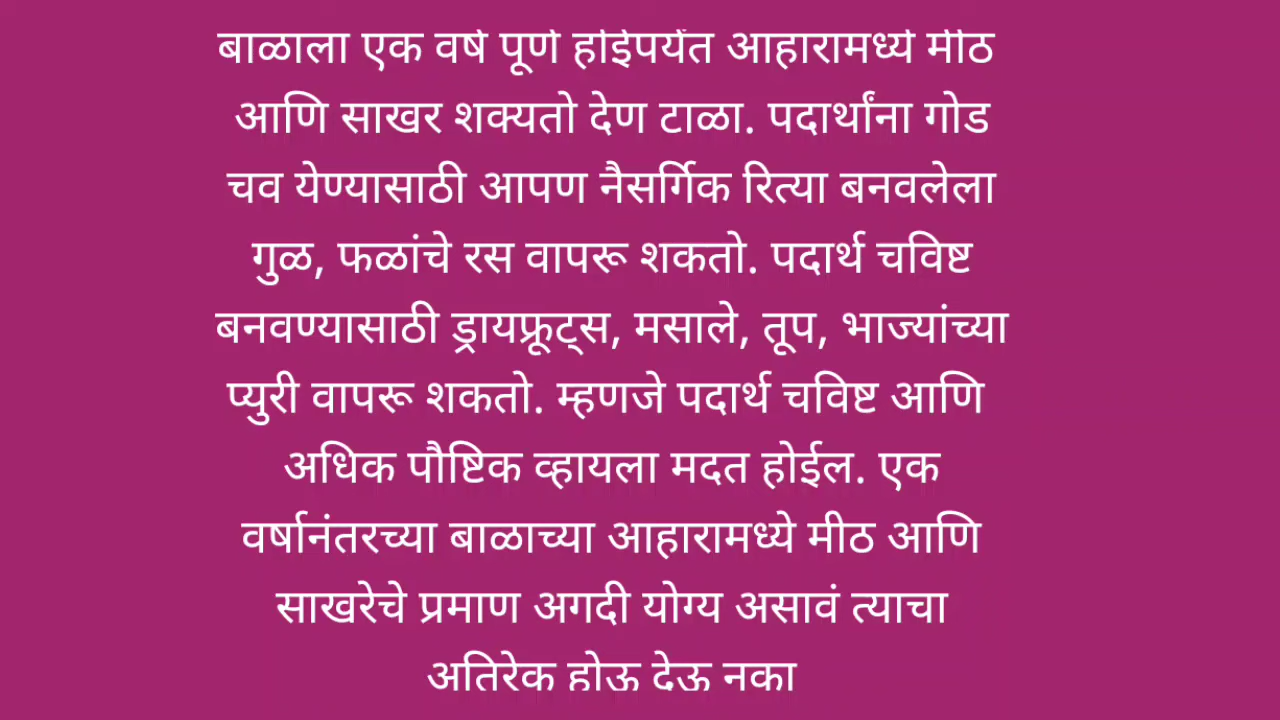 बाळाला एक वर्ष पूर्ण होईपर्यंत आहारामध्ये मीठ
आणि साखर शक्यतो देण टाळा. पदार्थांना गोड
चव येण्यासाठी आपण नैसर्गिक रित्या बनवलेला
गुळ, फळांचे रस वापरू शकतो. पदार्थ चविष्ट
बनवण्यासाठी ड्रायफ्रूट्स, मसाले, तूप, भाज्यांच्या
प्युरी वापरू शकतो. म्हणजे पदार्थ चविष्ट आणि
अधिक पौष्टिक व्हायला मदत होईल. एक
वर्षानंतरच्या बाळाच्या आहारामध्ये मीठ आणि
साखरेचे प्रमाण अगदी योग्य असावं त्याचा
अतिरेक होऊ देऊ नका